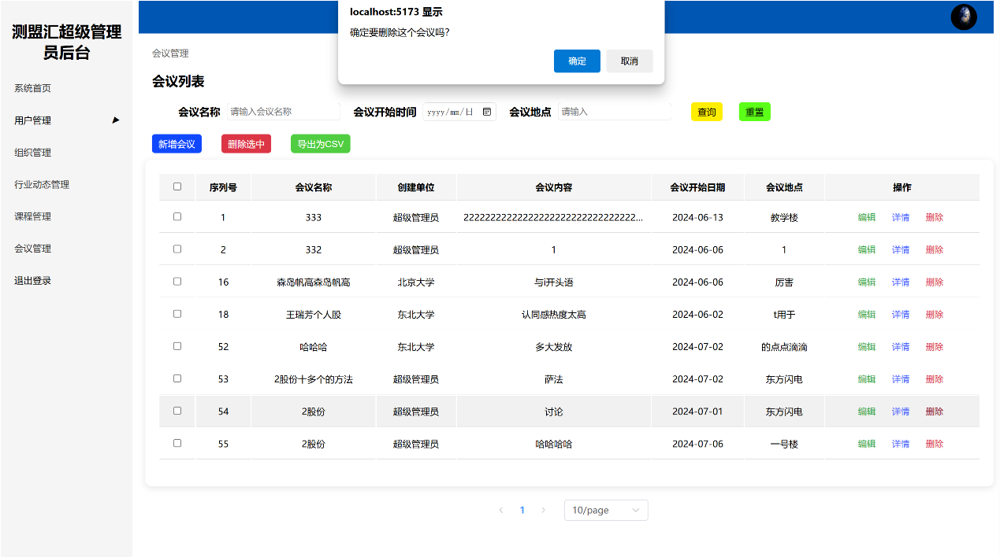 localhost:5173 显示
确定要删除这个会议吗?
确定 取消
测盟汇超级管理
员后台
系统首页
用户管理 ▶
组织管理
行业动态管理
课程管理
会议管理
退出登录
会议管理
会议列表
会议名称 请输入会议名称 会议开始时间 yyyy/mm/日 会议地点 请输入 查询 重置
新增会议 删除选中 导出为CSV
序列号 会议名称 创建单位 会议内容 会议开始日期 会议地点 操作
1 333 超级管理员 2222222222222222222222222222222222... 2024-06-13 教学楼 编辑 详情 删除
2 332 超级管理员 1 2024-06-06 1 编辑 详情 删除
16 森岛帆高森岛帆高 北京大学 与i开头语 2024-06-06 厉害 编辑 详情 删除
18 王瑞芳个人股 东北大学 认同感热度太高 2024-06-02 t用于 编辑 详情 删除
52 哈哈哈 东北大学 多大发放 2024-07-02 的点点滴滴 编辑 详情 删除
53 2股份十多个的方法 超级管理员 萨法 2024-07-02 东方闪电 编辑 详情 删除
54 2股份 超级管理员 讨论 2024-07-01 东方闪电 编辑 详情 删除
55 2股份 超级管理员 哈哈哈哈 2024-07-06 一号楼 编辑 详情 删除
< 1 > 10/page